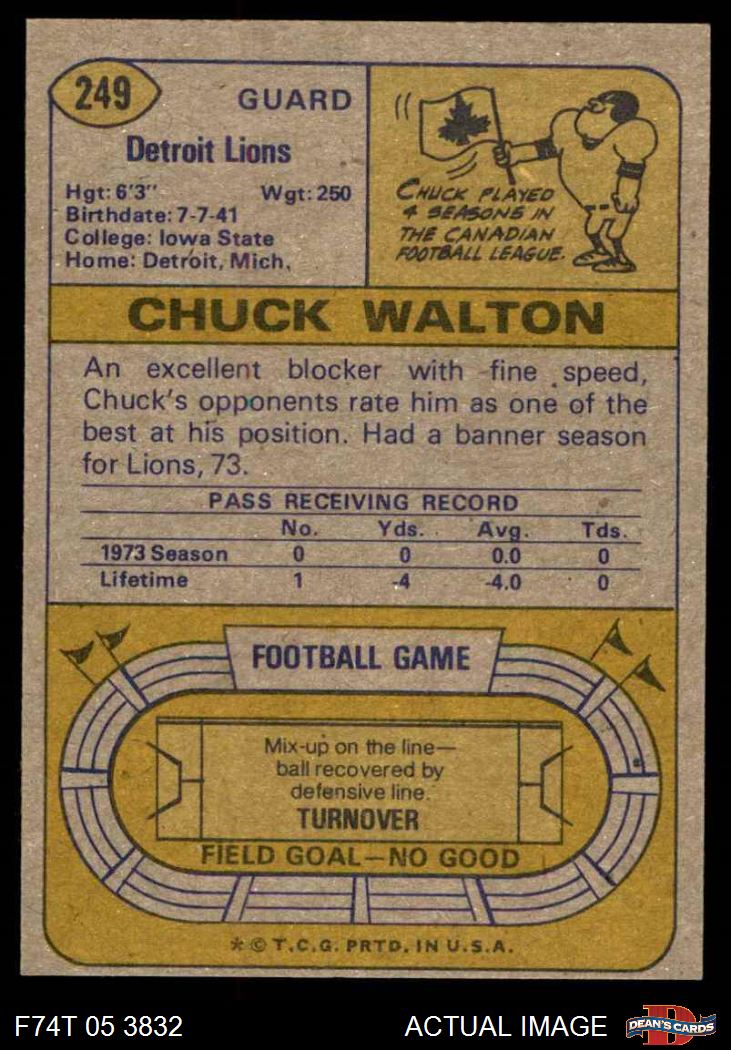 249
GUARD
Detroit Lions
Hgt: 6'3" Wgt: 250
Birthdate: 7-7-41
College: Iowa State
Home: Detroit, Mich.
CHUCK PLAYED
4 SEASONS IN
THE CANADIAN
FOOTBALL LEAGUE.
CHUCK WALTON
An excellent blocker with fine speed,
Chuck's opponents rate him as one of the
best at his position. Had a banner season
for Lions, 73.
PASS RECEIVING RECORD
No. Yds. Avg. Tds.
1973 Season 0 0 0.0 0
Lifetime 1 -4 -4.0 0
FOOTBALL GAME
Mix-up on the line—
ball recovered by
defensive line.
TURNOVER
FIELD GOAL—NO GOOD
* © T.C.G. PRTD. IN U.S.A.
F74T 05 3832 ACTUAL IMAGE
D
DEAN'S CARDS